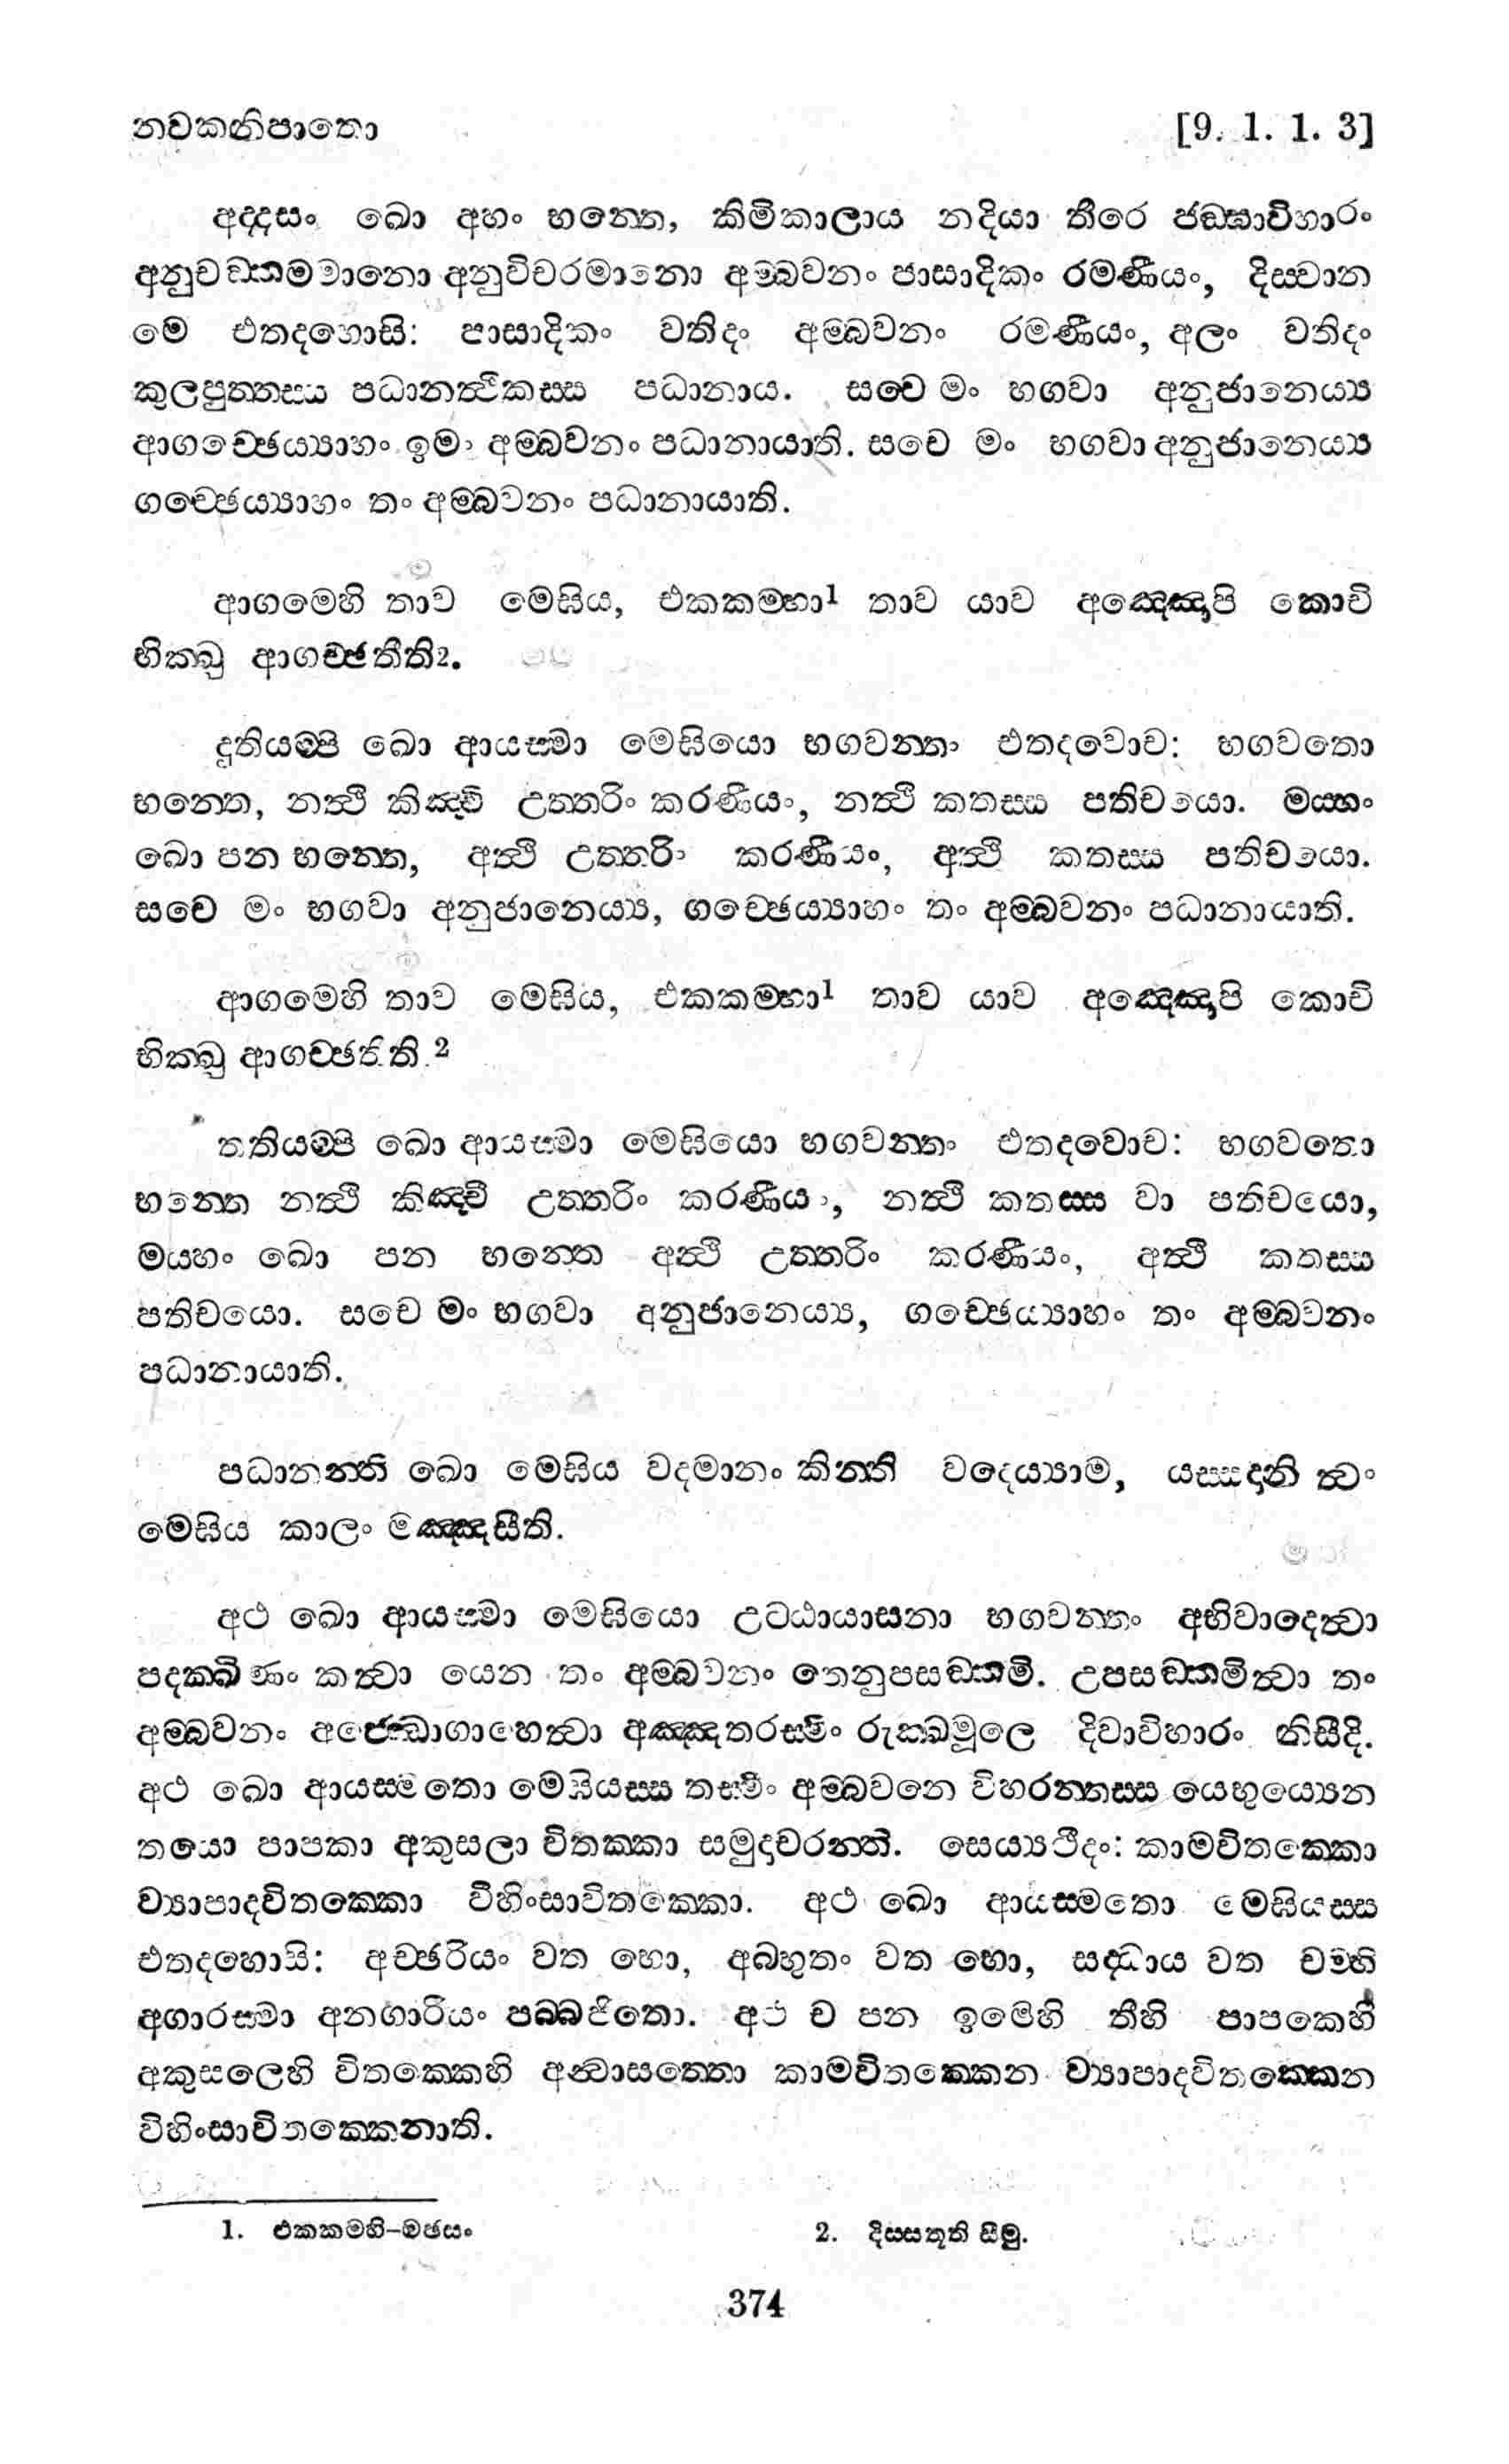 නවකනිපාතො [9. 1. 1. 3]
අද්දසං ඛො අහං භන්තෙ, කිමිකාලාය නදියා තීරෙ ජඞ්ඝාවිහාරං
අනුචඞ්කමමානො අනුවිචරමානො අම්බවනං පාසාදිකං රමණීයං, දිස්වාන
මෙ එතදහොසි: පාසාදිකං වතිදං අම්බවනං රමණීයං, අලං වතිදං
කුලපුත්තස්ස පධානත්ථිකස්ස පධානාය. සචෙ මං භගවා අනුජානෙය්‍ය
ආගච්ඡෙය්‍යාහං ඉමං අම්බවනං පධානායාති. සචෙ මං භගවා අනුජානෙය්‍ය
ගච්ඡෙය්‍යාහං තං අම්බවනං පධානායාති.
ආගමෙහි තාව මෙඝිය, එකකම්හා1 තාව යාව අඤ්ඤොපි කොචි
භික්ඛු ආගච්ඡතීති2.
දුතියම්පි ඛො ආයස්මා මෙඝියො භගවන්තං එතදවොච: භගවතො
භන්තෙ, නත්ථි කිඤ්චි උත්තරිං කරණීයං, නත්ථි කතස්ස පතිචයො. මය්හං
ඛො පන භන්තෙ, අත්ථි උත්තරිං කරණීයං, අත්ථි කතස්ස පතිචයො.
සචෙ මං භගවා අනුජානෙය්‍ය, ගච්ඡෙය්‍යාහං තං අම්බවනං පධානායාති.
ආගමෙහි තාව මෙඝිය, එකකම්හා1 තාව යාව අඤ්ඤොපි කොචි
භික්ඛු ආගච්ඡතීති.2
තතියම්පි ඛො ආයස්මා මෙඝියො භගවන්තං එතදවොච: භගවතො
භන්තෙ නත්ථි කිඤ්චි උත්තරිං කරණීයං, නත්ථි කතස්ස වා පතිචයො,
මය්හං ඛො පන භන්තෙ අත්ථි උත්තරිං කරණීයං, අත්ථි කතස්ස
පතිචයො. සචෙ මං භගවා අනුජානෙය්‍ය, ගච්ඡෙය්‍යාහං තං අම්බවනං
පධානායාති.
පධානන්ති ඛො මෙඝිය වදමානං කින්ති වදෙය්‍යාම, යස්සදානි ත්වං
මෙඝිය කාලං මඤ්ඤසීති.
අථ ඛො ආයස්මා මෙඝියො උට්ඨායාසනා භගවන්තං අභිවාදෙත්වා
පදක්ඛිණං කත්වා යෙන තං අම්බවනං තෙනුපසඞ්කමි. උපසඞ්කමිත්වා තං
අම්බවනං අජ්ඣොගාහෙත්වා අඤ්ඤතරස්මිං රුක්ඛමූලෙ දිවාවිහාරං නිසීදි.
අථ ඛො ආයස්මතො මෙඝියස්ස තස්මිං අම්බවනෙ විහරන්තස්ස යෙභුය්‍යෙන
තයො පාපකා අකුසලා විතක්කා සමුදාචරන්ති. සෙය්‍යථීදං: කාමවිතක්කො
ව්‍යාපාදවිතක්කො විහිංසාවිතක්කො. අථ ඛො ආයස්මතො මෙඝියස්ස
එතදහොසි: අච්ඡරියං වත භො, අබ්භුතං වත භො, සද්ධාය වත චම්හි
අගාරස්මා අනගාරියං පබ්බජිතො. අථ ච පන ඉමෙහි තීහි පාපකෙහි
අකුසලෙහි විතක්කෙහි අන්වාසත්තො කාමවිතක්කෙන ව්‍යාපාදවිතක්කෙන
විහිංසාවිතක්කෙනාති.
1. එකකම්හි-මඡසං 2. දිස්සතූති සීමු.
374